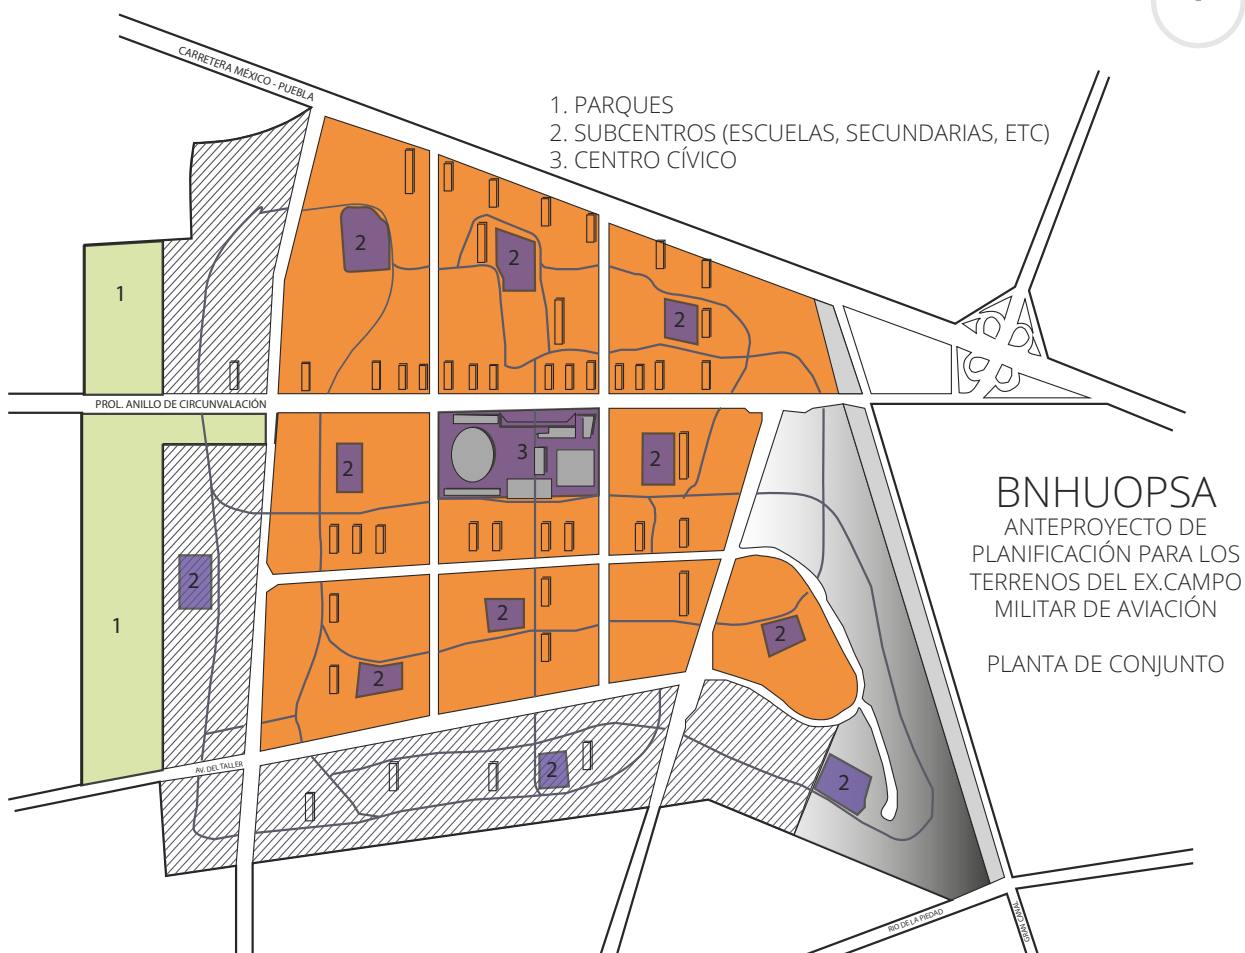 CARRETERA MÉXICO - PUEBLA
1. PARQUES
2. SUBCENTROS (ESCUELAS, SECUNDARIAS, ETC)
3. CENTRO CÍVICO
2
2
2
1
PROL. ANILLO DE CIRCUNVALACIÓN
2
3
2
2
1
2
2
2
AV. DEL TALLER
2
2
BNHUOPSA
ANTEPROYECTO DE
PLANIFICACIÓN PARA LOS
TERRENOS DEL EX.CAMPO
MILITAR DE AVIACIÓN
PLANTA DE CONJUNTO
RIO DE LA PIEDAD
GRAN CANAL